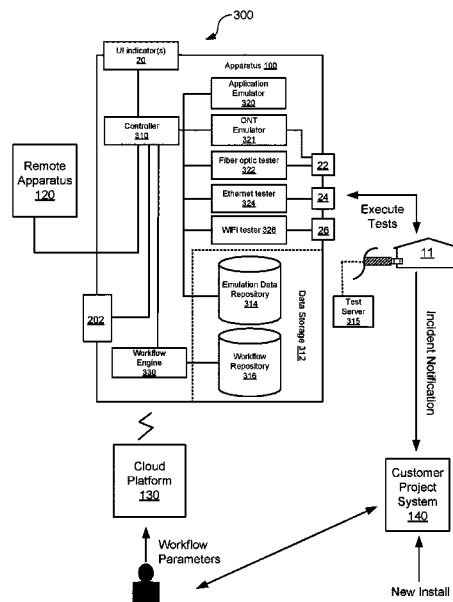 300
UI indicator(s)
20
Apparatus 100
Application
Emulator
320
Controller
310
ONT
Emulator
321
Remote
Apparatus
120
Fiber optic tester
322
22
Ethernet tester
324
24
WiFi tester 326
26
Execute
Tests
11
Test
Server
315
Emulation Data
Repository
314
Data Storage 312
202
Workflow
Engine
330
Workflow
Repository
316
Incident Notification
Cloud
Platform
130
Customer
Project
System
140
Workflow
Parameters
New Install